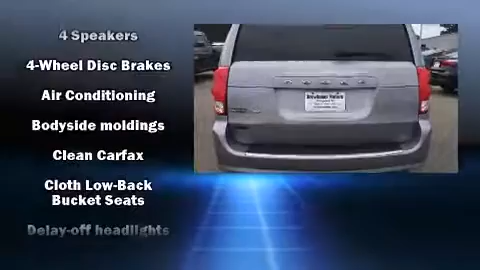 4 Speakers
4-Wheel Disc Brakes
Air Conditioning
Bodyside moldings
Clean Carfax
Cloth Low-Back
Bucket Seats
Delay-off headlights
DODGE